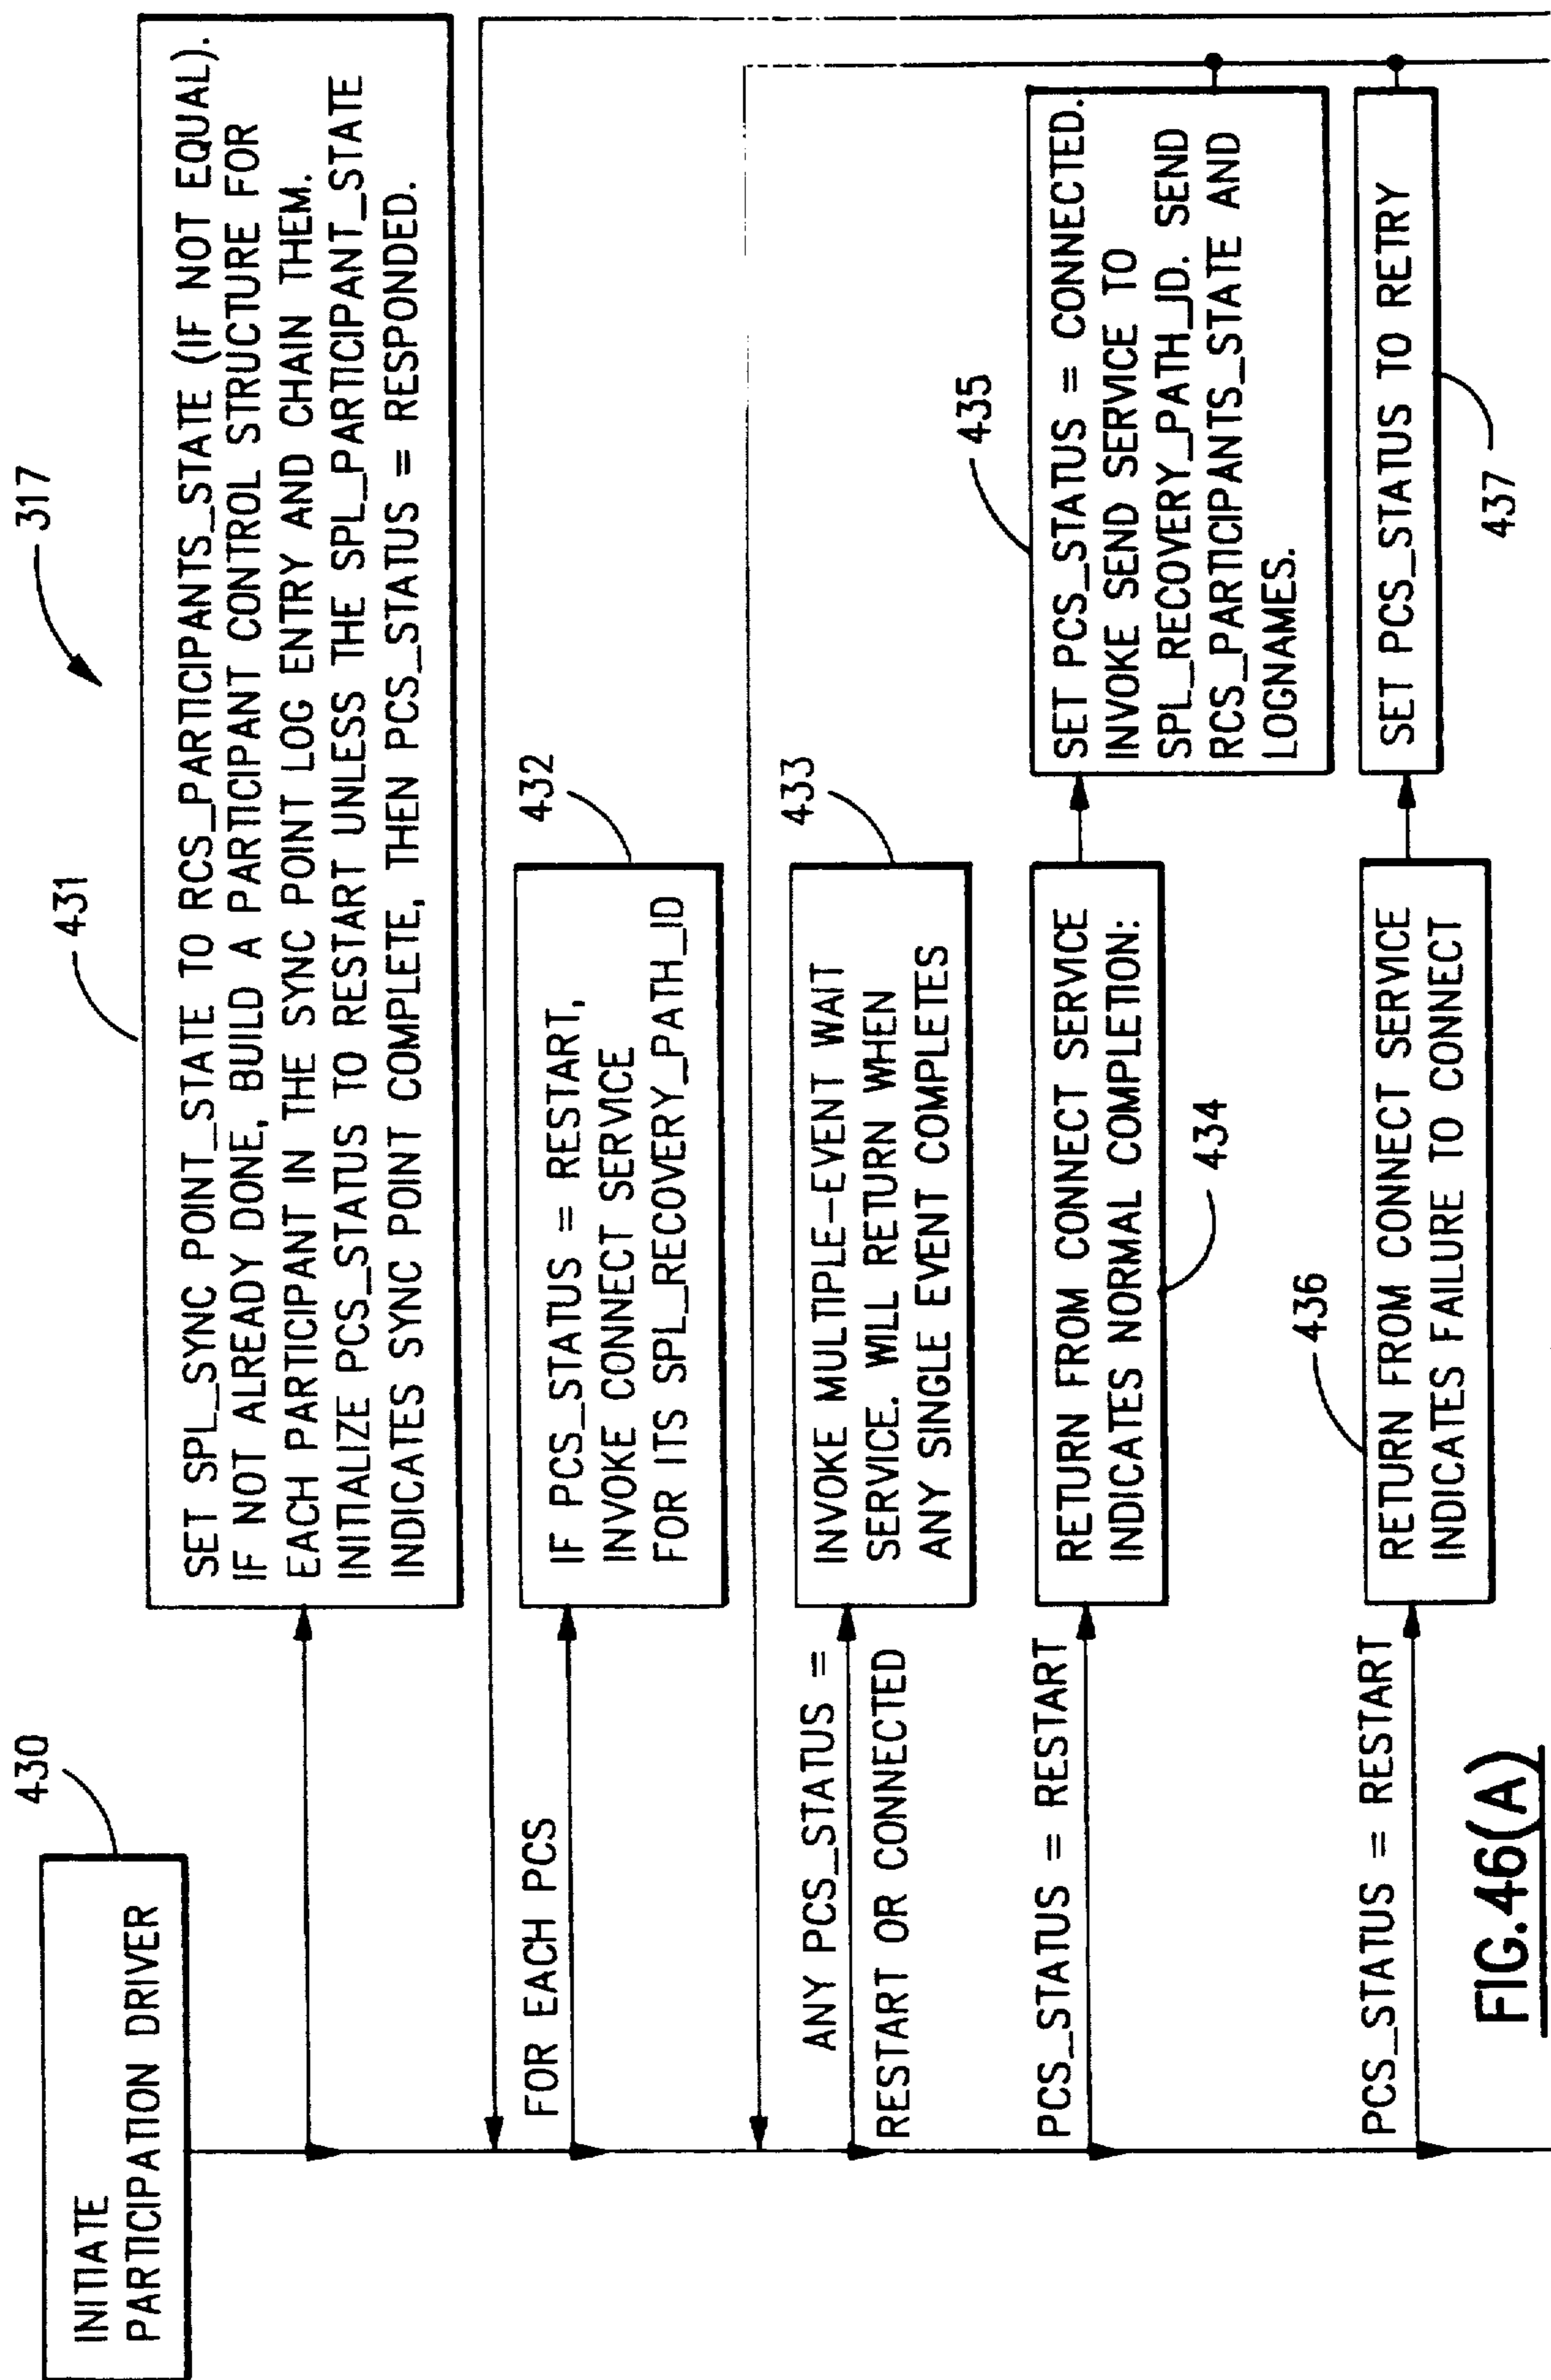 317
430
INITIATE
PARTICIPATION DRIVER
431
SET SPL_SYNC POINT_STATE TO RCS_PARTICIPANTS_STATE (IF NOT EQUAL).
IF NOT ALREADY DONE, BUILD A PARTICIPANT CONTROL STRUCTURE FOR
EACH PARTICIPANT IN THE SYNC POINT LOG ENTRY AND CHAIN THEM.
INITIALIZE PCS_STATUS TO RESTART UNLESS THE SPL_PARTICIPANT_STATE
INDICATES SYNC POINT COMPLETE, THEN PCS_STATUS = RESPONDED.
FOR EACH PCS
432
IF PCS_STATUS = RESTART,
INVOKE CONNECT SERVICE
FOR ITS SPL_RECOVERY_PATH_ID
ANY PCS_STATUS =
RESTART OR CONNECTED
433
INVOKE MULTIPLE-EVENT WAIT
SERVICE. WILL RETURN WHEN
ANY SINGLE EVENT COMPLETES
PCS_STATUS = RESTART
RETURN FROM CONNECT SERVICE
INDICATES NORMAL COMPLETION:
434
435
SET PCS_STATUS = CONNECTED.
INVOKE SEND SERVICE TO
SPL_RECOVERY_PATH_ID. SEND
RCS_PARTICIPANTS_STATE AND
LOGNAMES.
PCS_STATUS = RESTART
436
RETURN FROM CONNECT SERVICE
INDICATES FAILURE TO CONNECT
SET PCS_STATUS TO RETRY
437
FIG.46(A)